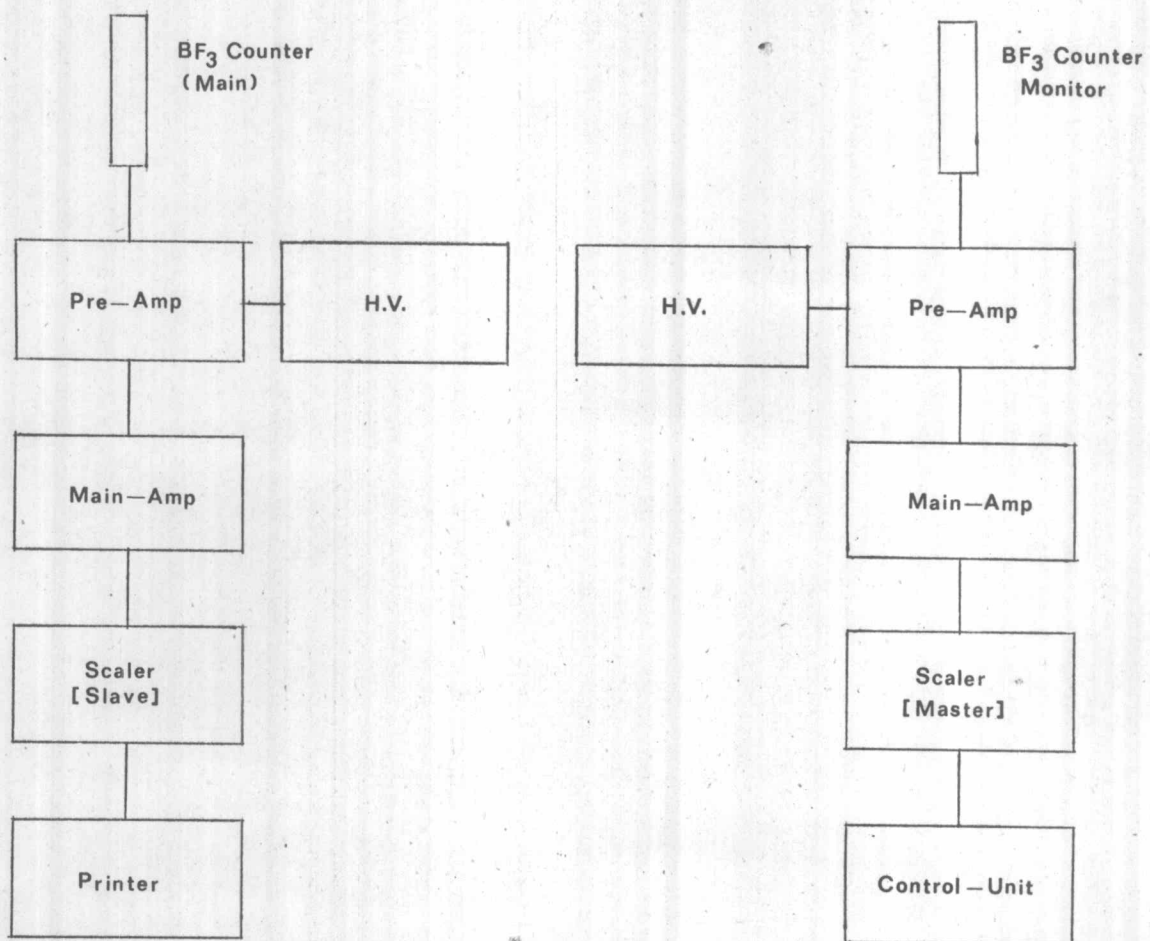 BF₃ Counter
(Main)
BF₃ Counter
Monitor
Pre—Amp
H.V.
H.V.
Pre—Amp
Main—Amp
Main—Amp
Scaler
[Slave]
Scaler
[Master]
Printer
Control—Unit